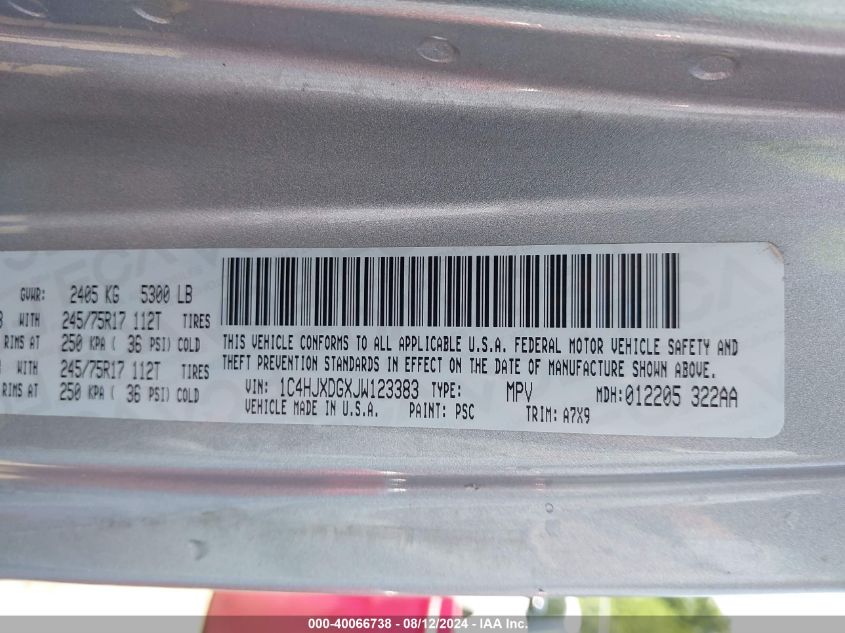 GVWR: 2405 KG 5300 LB
WITH 245/75R17 112T TIRES
RIMS AT 250 KPA ( 36 PSI) COLD
WITH 245/75R17 112T TIRES
RIMS AT 250 KPA ( 36 PSI) COLD
THIS VEHICLE CONFORMS TO ALL APPLICABLE U.S.A. FEDERAL MOTOR VEHICLE SAFETY AND
THEFT PREVENTION STANDARDS IN EFFECT ON THE DATE OF MANUFACTURE SHOWN ABOVE.
VIN: 1C4HJXDGXJW123383 TYPE: MPV MDH:012205 322AA
VEHICLE MADE IN U.S.A. PAINT: PSC TRIM: A7X9
000-40066738 - 08/12/2024 - IAA Inc.